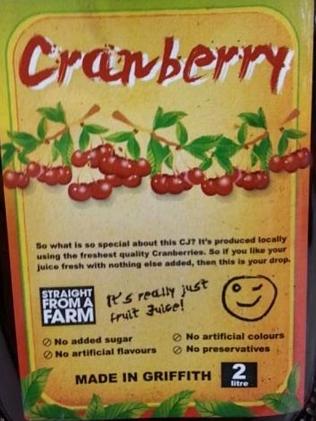 Cranberry
So what is so special about this CJ? It's produced locally
using the freshest quality Cranberries. So if you like your
juice fresh with nothing else added, then this is your drop.
STRAIGHT
FROM A
FARM
It's really just
fruit Juice!
No added sugar
No artificial colours
No artificial flavours
No preservatives
MADE IN GRIFFITH
2
litre